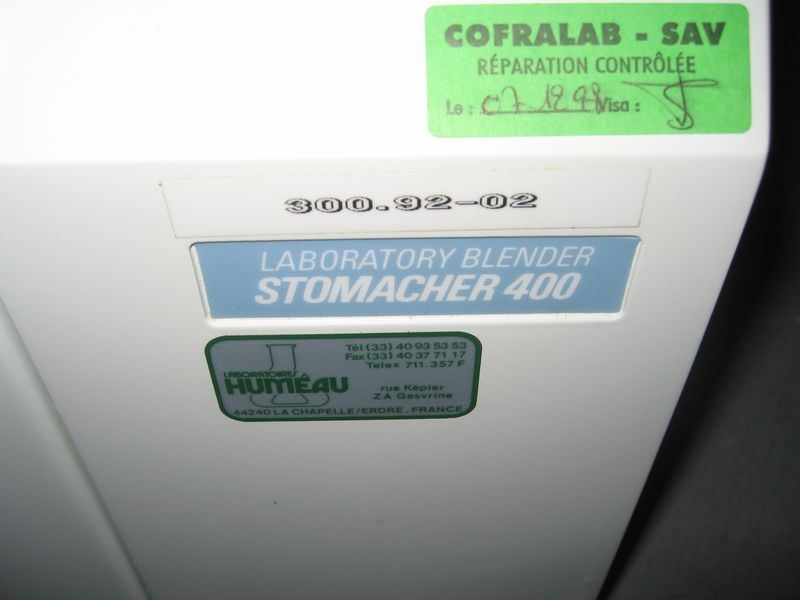 COFRALAB - SAV
RÉPARATION CONTRÔLÉE
Le : 07.1298 Visa :
300.92-02
LABORATORY BLENDER
STOMACHER 400
Tél (33) 40 93 53 53
Fax (33) 40 37 71 17
Telex 711.357 F
LABORATOIRES
HUMEAU
rue Képler
ZA Gesvrine
44240 LA CHAPELLE/ERDRE . FRANCE